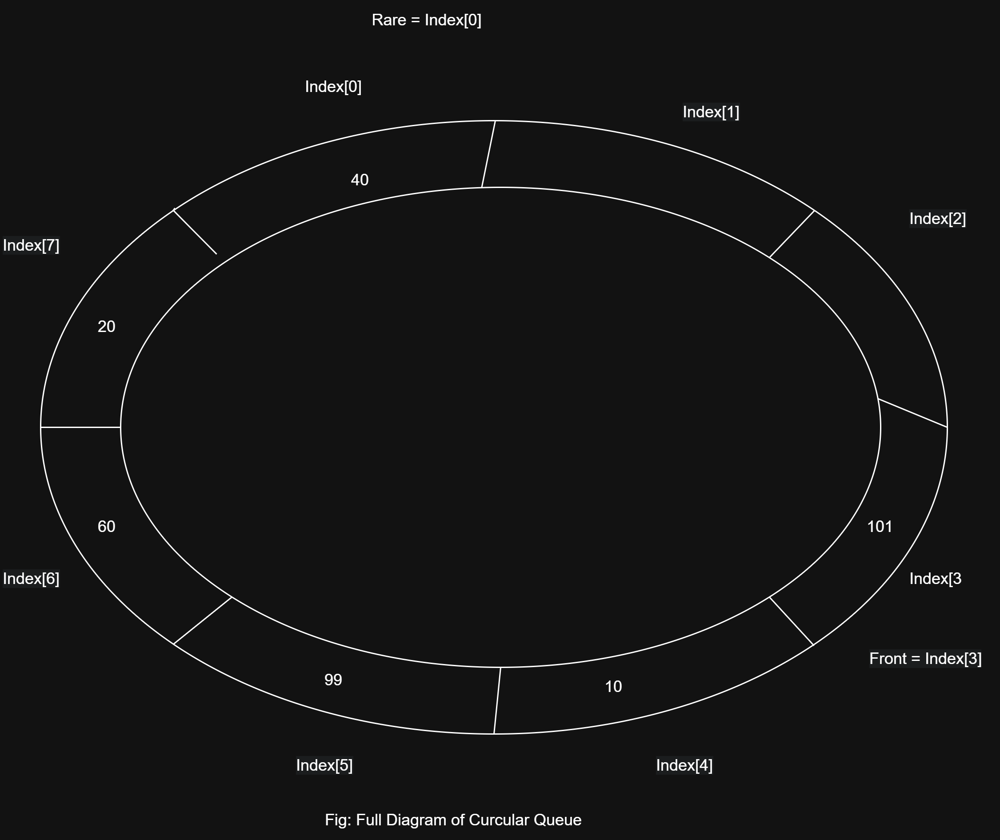 Rare = Index[0]
Index[0]
Index[1]
40
Index[2]
Index[7]
20
60
101
Index[6]
Index[3
Front = Index[3]
99
10
Index[5]
Index[4]
Fig: Full Diagram of Curcular Queue